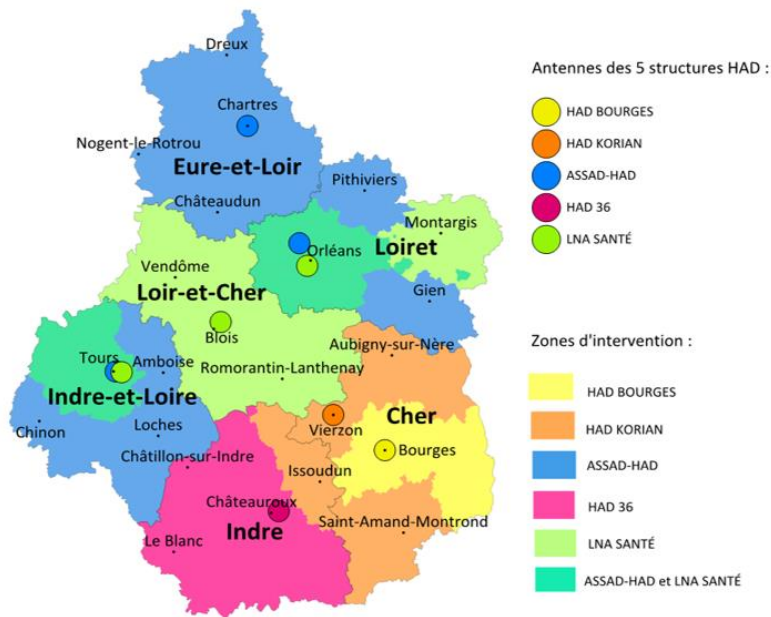 Dreux
Chartres
Nogent-le-Rotrou
Eure-et-Loir
Pithiviers
Châteaudun
Montargis
Orléans
Loiret
Vendôme
Loir-et-Cher
Gien
Blois
Aubigny-sur-Nère
Tours
Amboise
Romorantin-Lanthenay
Indre-et-Loire
Cher
Chinon
Loches
Vierzon
Bourges
Châtillon-sur-Indre
Issoudun
Châteauroux
Saint-Amand-Montrond
Indre
Le Blanc
Antennes des 5 structures HAD :
HAD BOURGES
HAD KORIAN
ASSAD-HAD
HAD 36
LNA SANTÉ
Zones d'intervention :
HAD BOURGES
HAD KORIAN
ASSAD-HAD
HAD 36
LNA SANTÉ
ASSAD-HAD et LNA SANTÉ